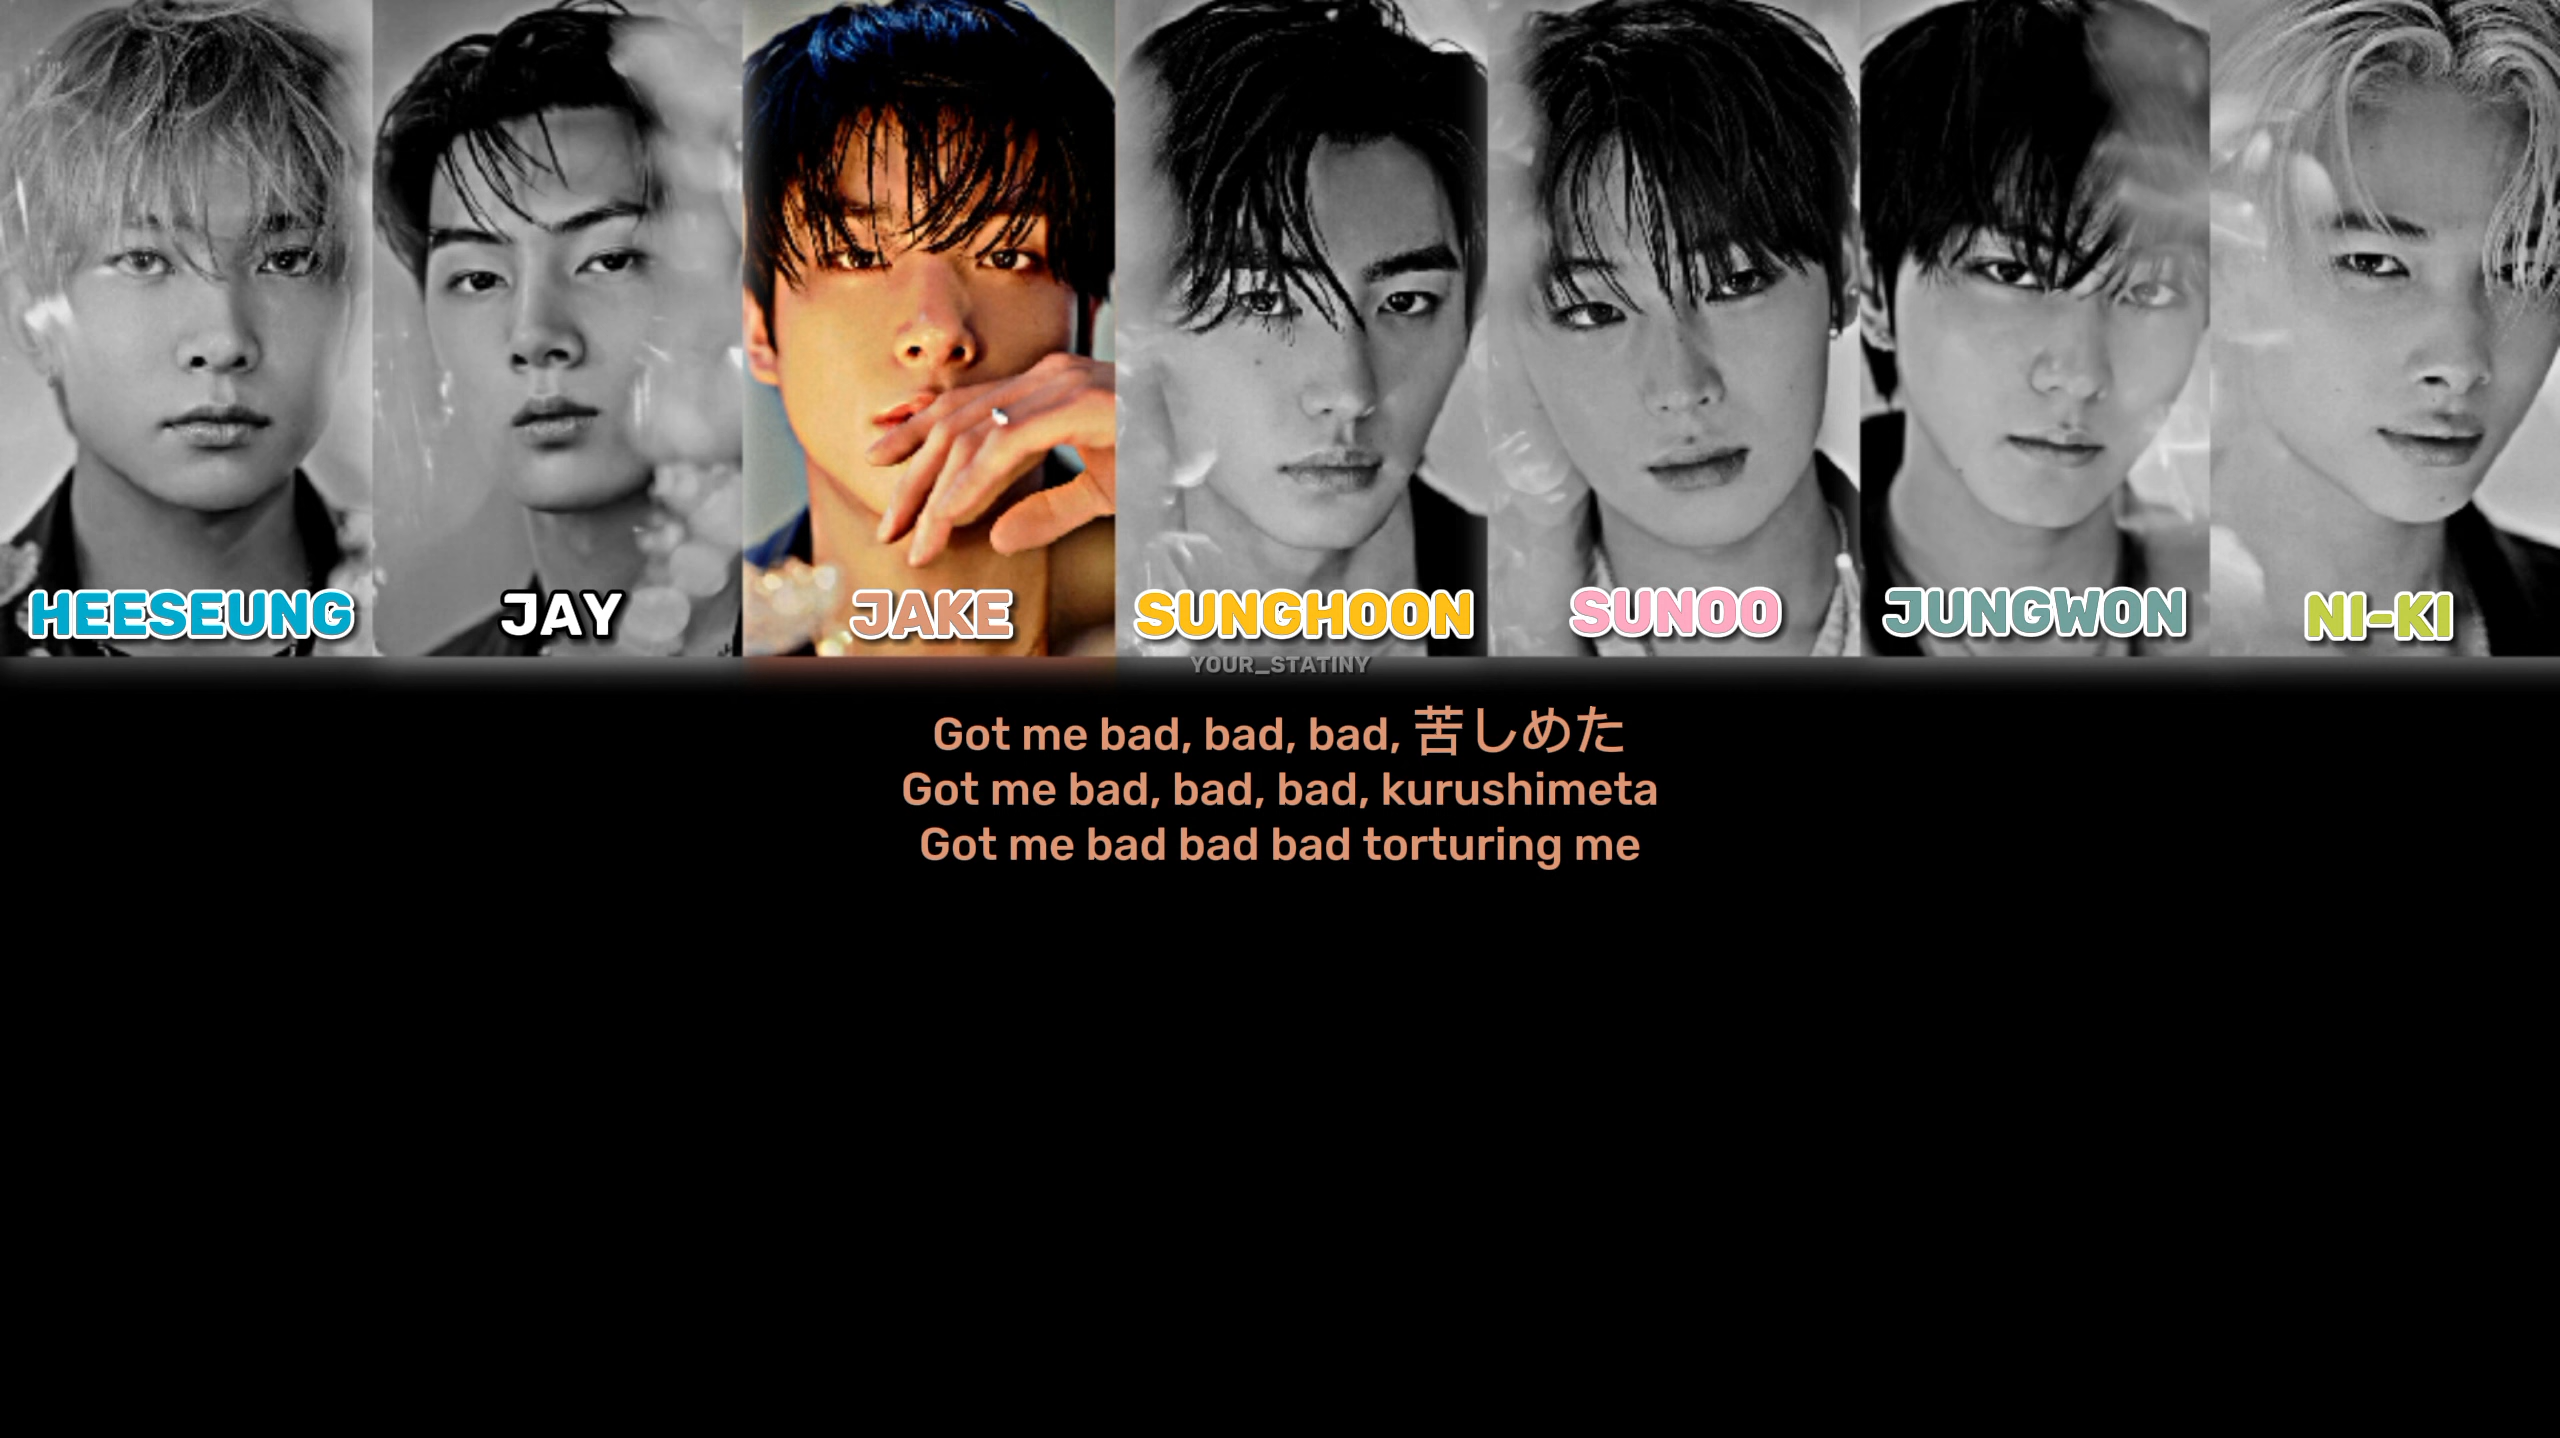 HEESEUNG
JAY
JAKE
SUNGHOON
SUNOO
JUNGWON
NI-KI
YOUR_STATINY
Got me bad, bad, bad, 苦しめた
Got me bad, bad, bad, kurushimeta
Got me bad bad bad torturing me